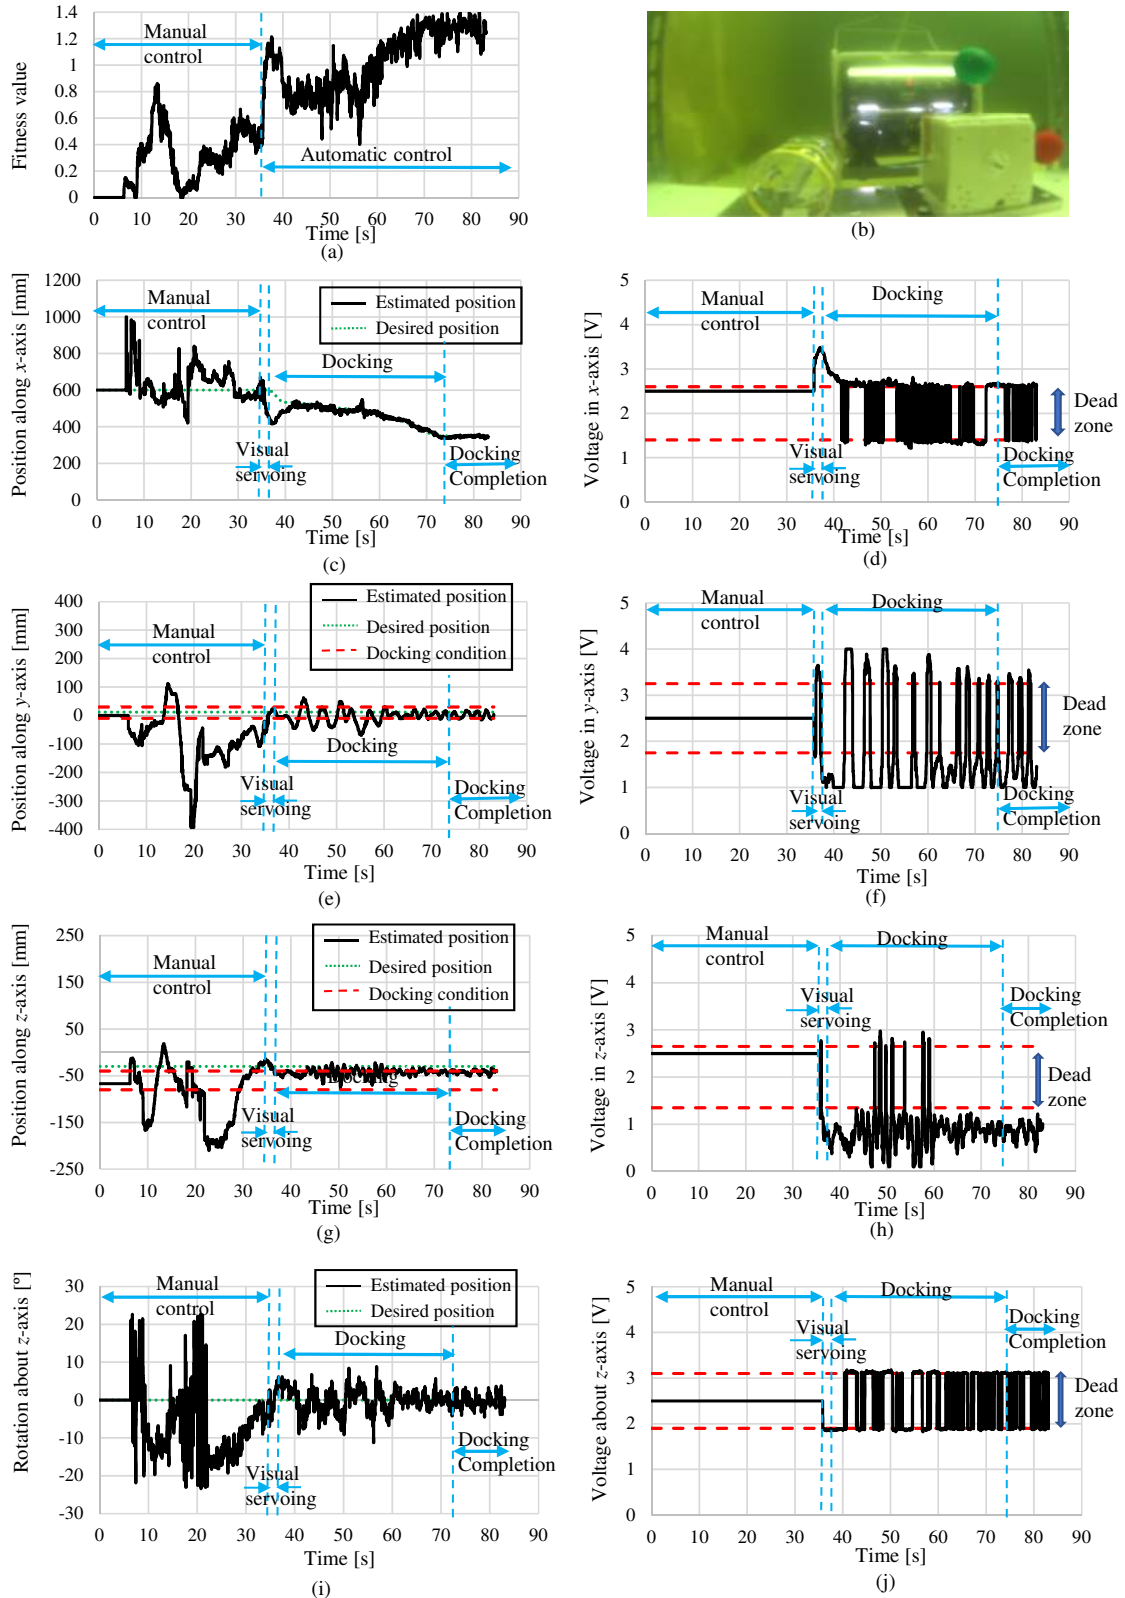 Fitness value
1.4
1.2
1
0.8
0.6
0.4
0.2
0
Manual
control
Automatic control
0 10 20 30 40 50 60 70 80 90
Time [s]
(a)
(b)
Position along x-axis [mm]
1200
1000
800
600
400
200
0
Manual
control
Estimated position
Desired position
Docking
Visual
servoing
Docking
Completion
0 10 20 30 40 50 60 70 80 90
Time [s]
(c)
Voltage in x-axis [V]
5
4
3
2
1
0
Manual
control
Docking
Dead
zone
Visual
servoing
Docking
Completion
0 10 20 30 40 50 60 70 80 90
Time [s]
(d)
Position along y-axis [mm]
400
300
200
100
0
-100
-200
-300
-400
Manual
control
Estimated position
Desired position
Docking condition
Docking
Visual
servoing
Docking
Completion
0 10 20 30 40 50 60 70 80 90
Time [s]
(e)
Voltage in y-axis [V]
5
4
3
2
1
0
Manual
control
Docking
Dead
zone
Visual
servoing
Docking
Completion
0 10 20 30 40 50 60 70 80 90
Time [s]
(f)
Position along z-axis [mm]
250
150
50
-50
-150
-250
Manual
control
Estimated position
Desired position
Docking condition
Docking
Visual
servoing
Docking
Completion
0 10 20 30 40 50 60 70 80 90
Time [s]
(g)
Voltage in z-axis [V]
5
4
3
2
1
0
Manual
control
Docking
Visual
servoing
Docking
Completion
Dead
zone
0 10 20 30 40 50 60 70 80 90
Time [s]
(h)
Rotation about z-axis [º]
30
20
10
0
-10
-20
-30
Manual
control
Estimated position
Desired position
Docking
Visual
servoing
Docking
Completion
0 10 20 30 40 50 60 70 80 90
Time [s]
(i)
Voltage about z-axis [V]
5
4
3
2
1
0
Manual
control
Docking
Visual
servoing
Docking
Completion
Dead
zone
0 10 20 30 40 50 60 70 80 90
Time [s]
(j)